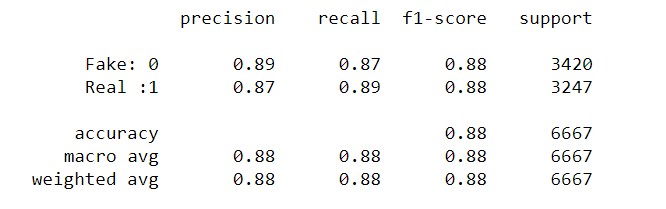 precision recall f1-score support
Fake: 0 0.89 0.87 0.88 3420
Real :1 0.87 0.89 0.88 3247
accuracy 0.88 6667
macro avg 0.88 0.88 0.88 6667
weighted avg 0.88 0.88 0.88 6667